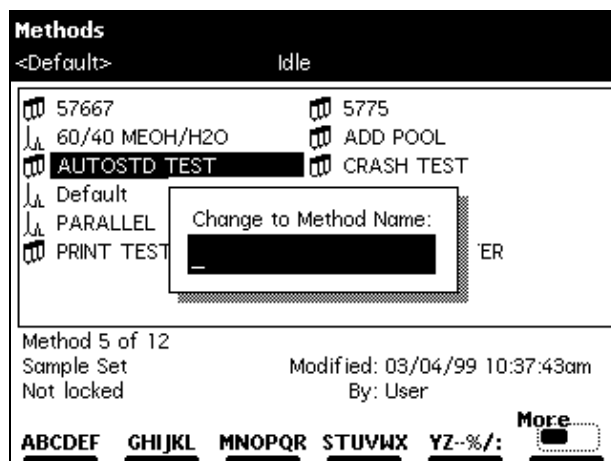 Methods
<Default> Idle
57667 5775
60/40 MEOH/H2O ADD POOL
AUTOSTD TEST CRASH TEST
Default
PARALLEL
PRINT TEST ER
Change to Method Name:
_
Method 5 of 12
Sample Set Modified: 03/04/99 10:37:43am
Not locked By: User
More
ABCDEF GHIJKL MNOPQR STUVWX YZ--%/: